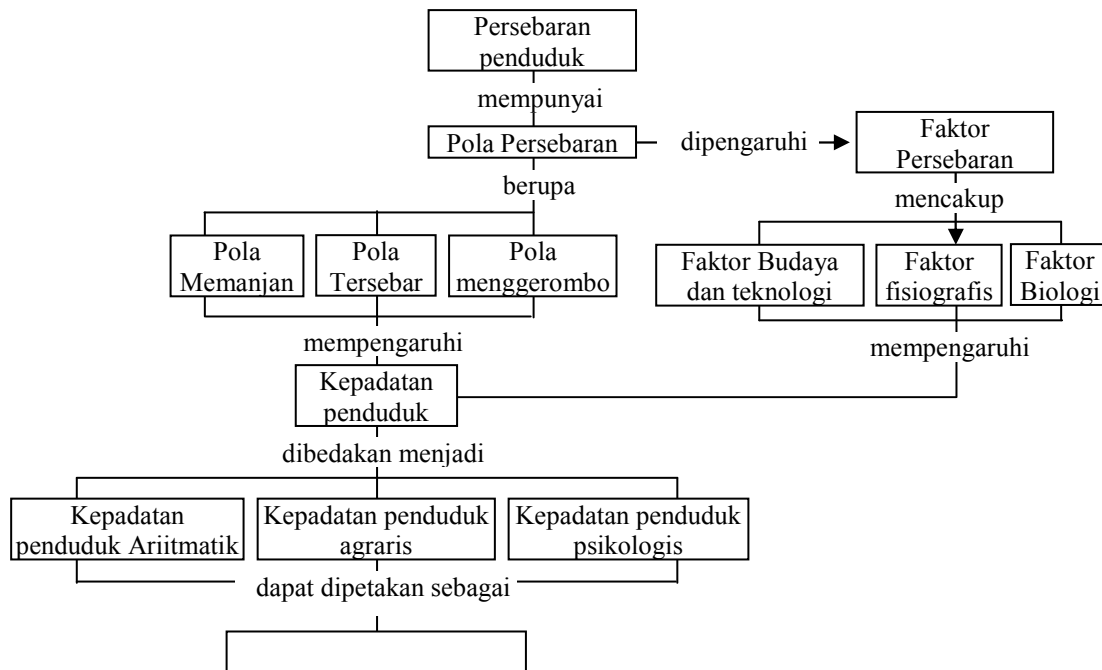 Persebaran
penduduk
mempunyai
Pola Persebaran
dipengaruhi
Faktor
Persebaran
berupa
mencakup
Pola
Memanjan
Pola
Tersebar
Pola
menggerombo
Faktor Budaya
dan teknologi
Faktor
fisiografis
Faktor
Biologi
mempengaruhi
mempengaruhi
Kepadatan
penduduk
dibedakan menjadi
Kepadatan
penduduk Ariitmatik
Kepadatan penduduk
agraris
Kepadatan penduduk
psikologis
dapat dipetakan sebagai